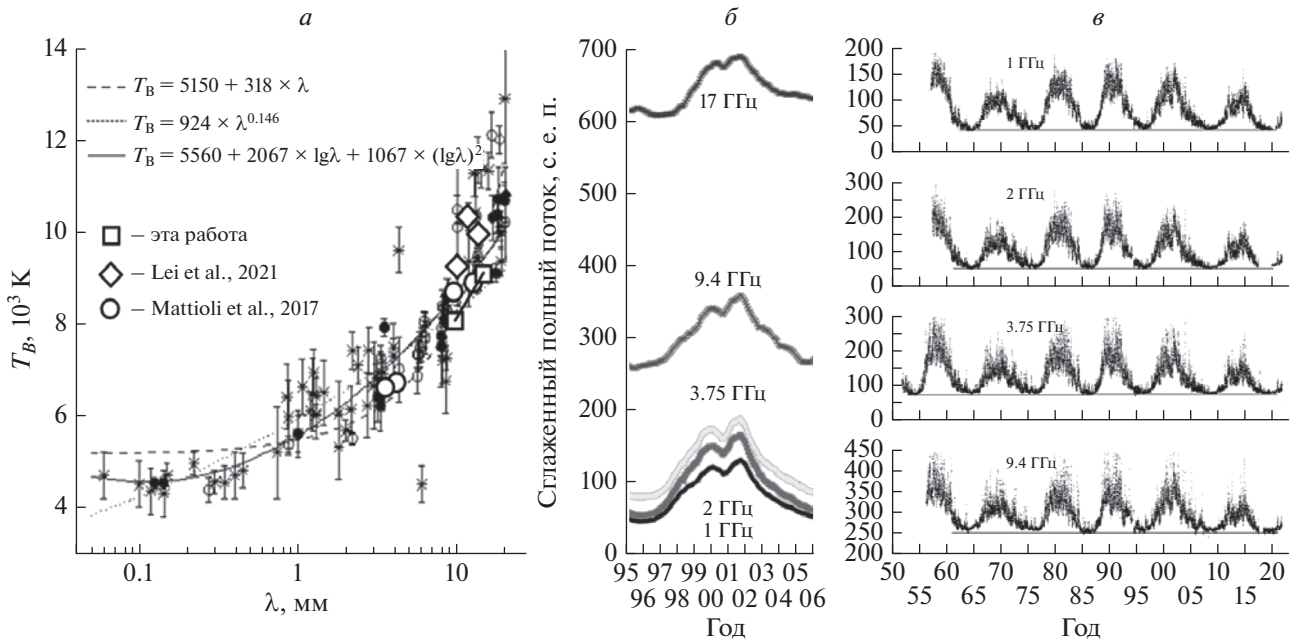 а
14
12
10
8
6
4
T_B, 10³ K
T_B = 5150 + 318 × λ
T_B = 924 × λ^0.146
T_B = 5560 + 2067 × lgλ + 1067 × (lgλ)²
– эта работа
– Lei et al., 2021
– Mattioli et al., 2017
0.1 1 10
λ, мм
б
Сглаженный полный поток, с. е. п.
700
600
500
400
300
200
100
0
17 ГГц
9.4 ГГц
3.75 ГГц
2 ГГц
1 ГГц
95 97 99 01 03 05
96 98 00 02 04 06
Год
в
200
150
100
50
0
1 ГГц
300
200
100
50
0
2 ГГц
300
200
100
0
3.75 ГГц
450
400
350
300
250
200
9.4 ГГц
50 60 70 80 90 00 10 20
55 65 75 85 95 05 15
Год